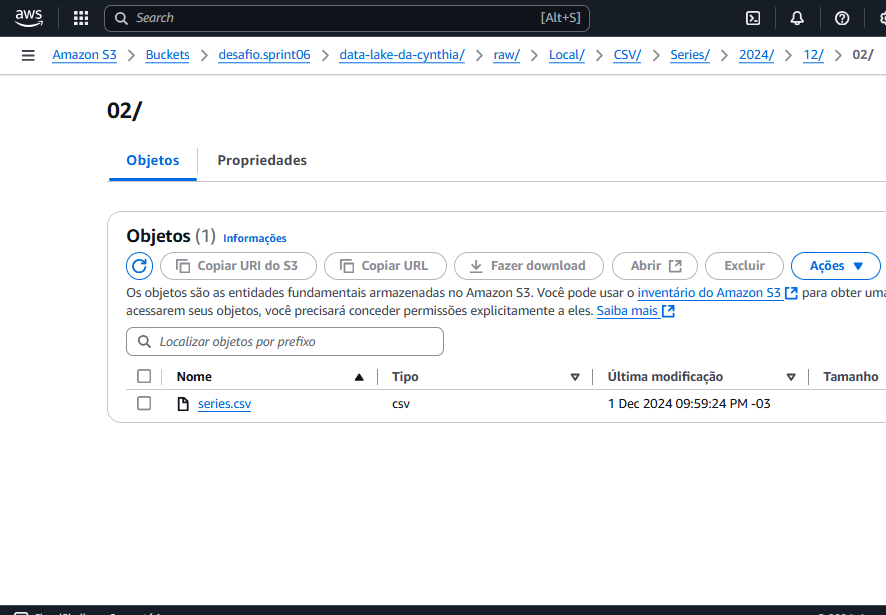 aws
Search [Alt+S]
Amazon S3 > Buckets > desafio.sprint06 > data-lake-da-cynthia/ > raw/ > Local/ > CSV/ > Series/ > 2024/ > 12/ > 02/
02/
Objetos Propriedades
Objetos (1) Informações
Copiar URI do S3 Copiar URL Fazer download Abrir Excluir Ações
Os objetos são as entidades fundamentais armazenadas no Amazon S3. Você pode usar o inventário do Amazon S3 para obter uma
acessarem seus objetos, você precisará conceder permissões explicitamente a eles. Saiba mais
Localizar objetos por prefixo
Nome Tipo Última modificação Tamanho
series.csv csv 1 Dec 2024 09:59:24 PM -03